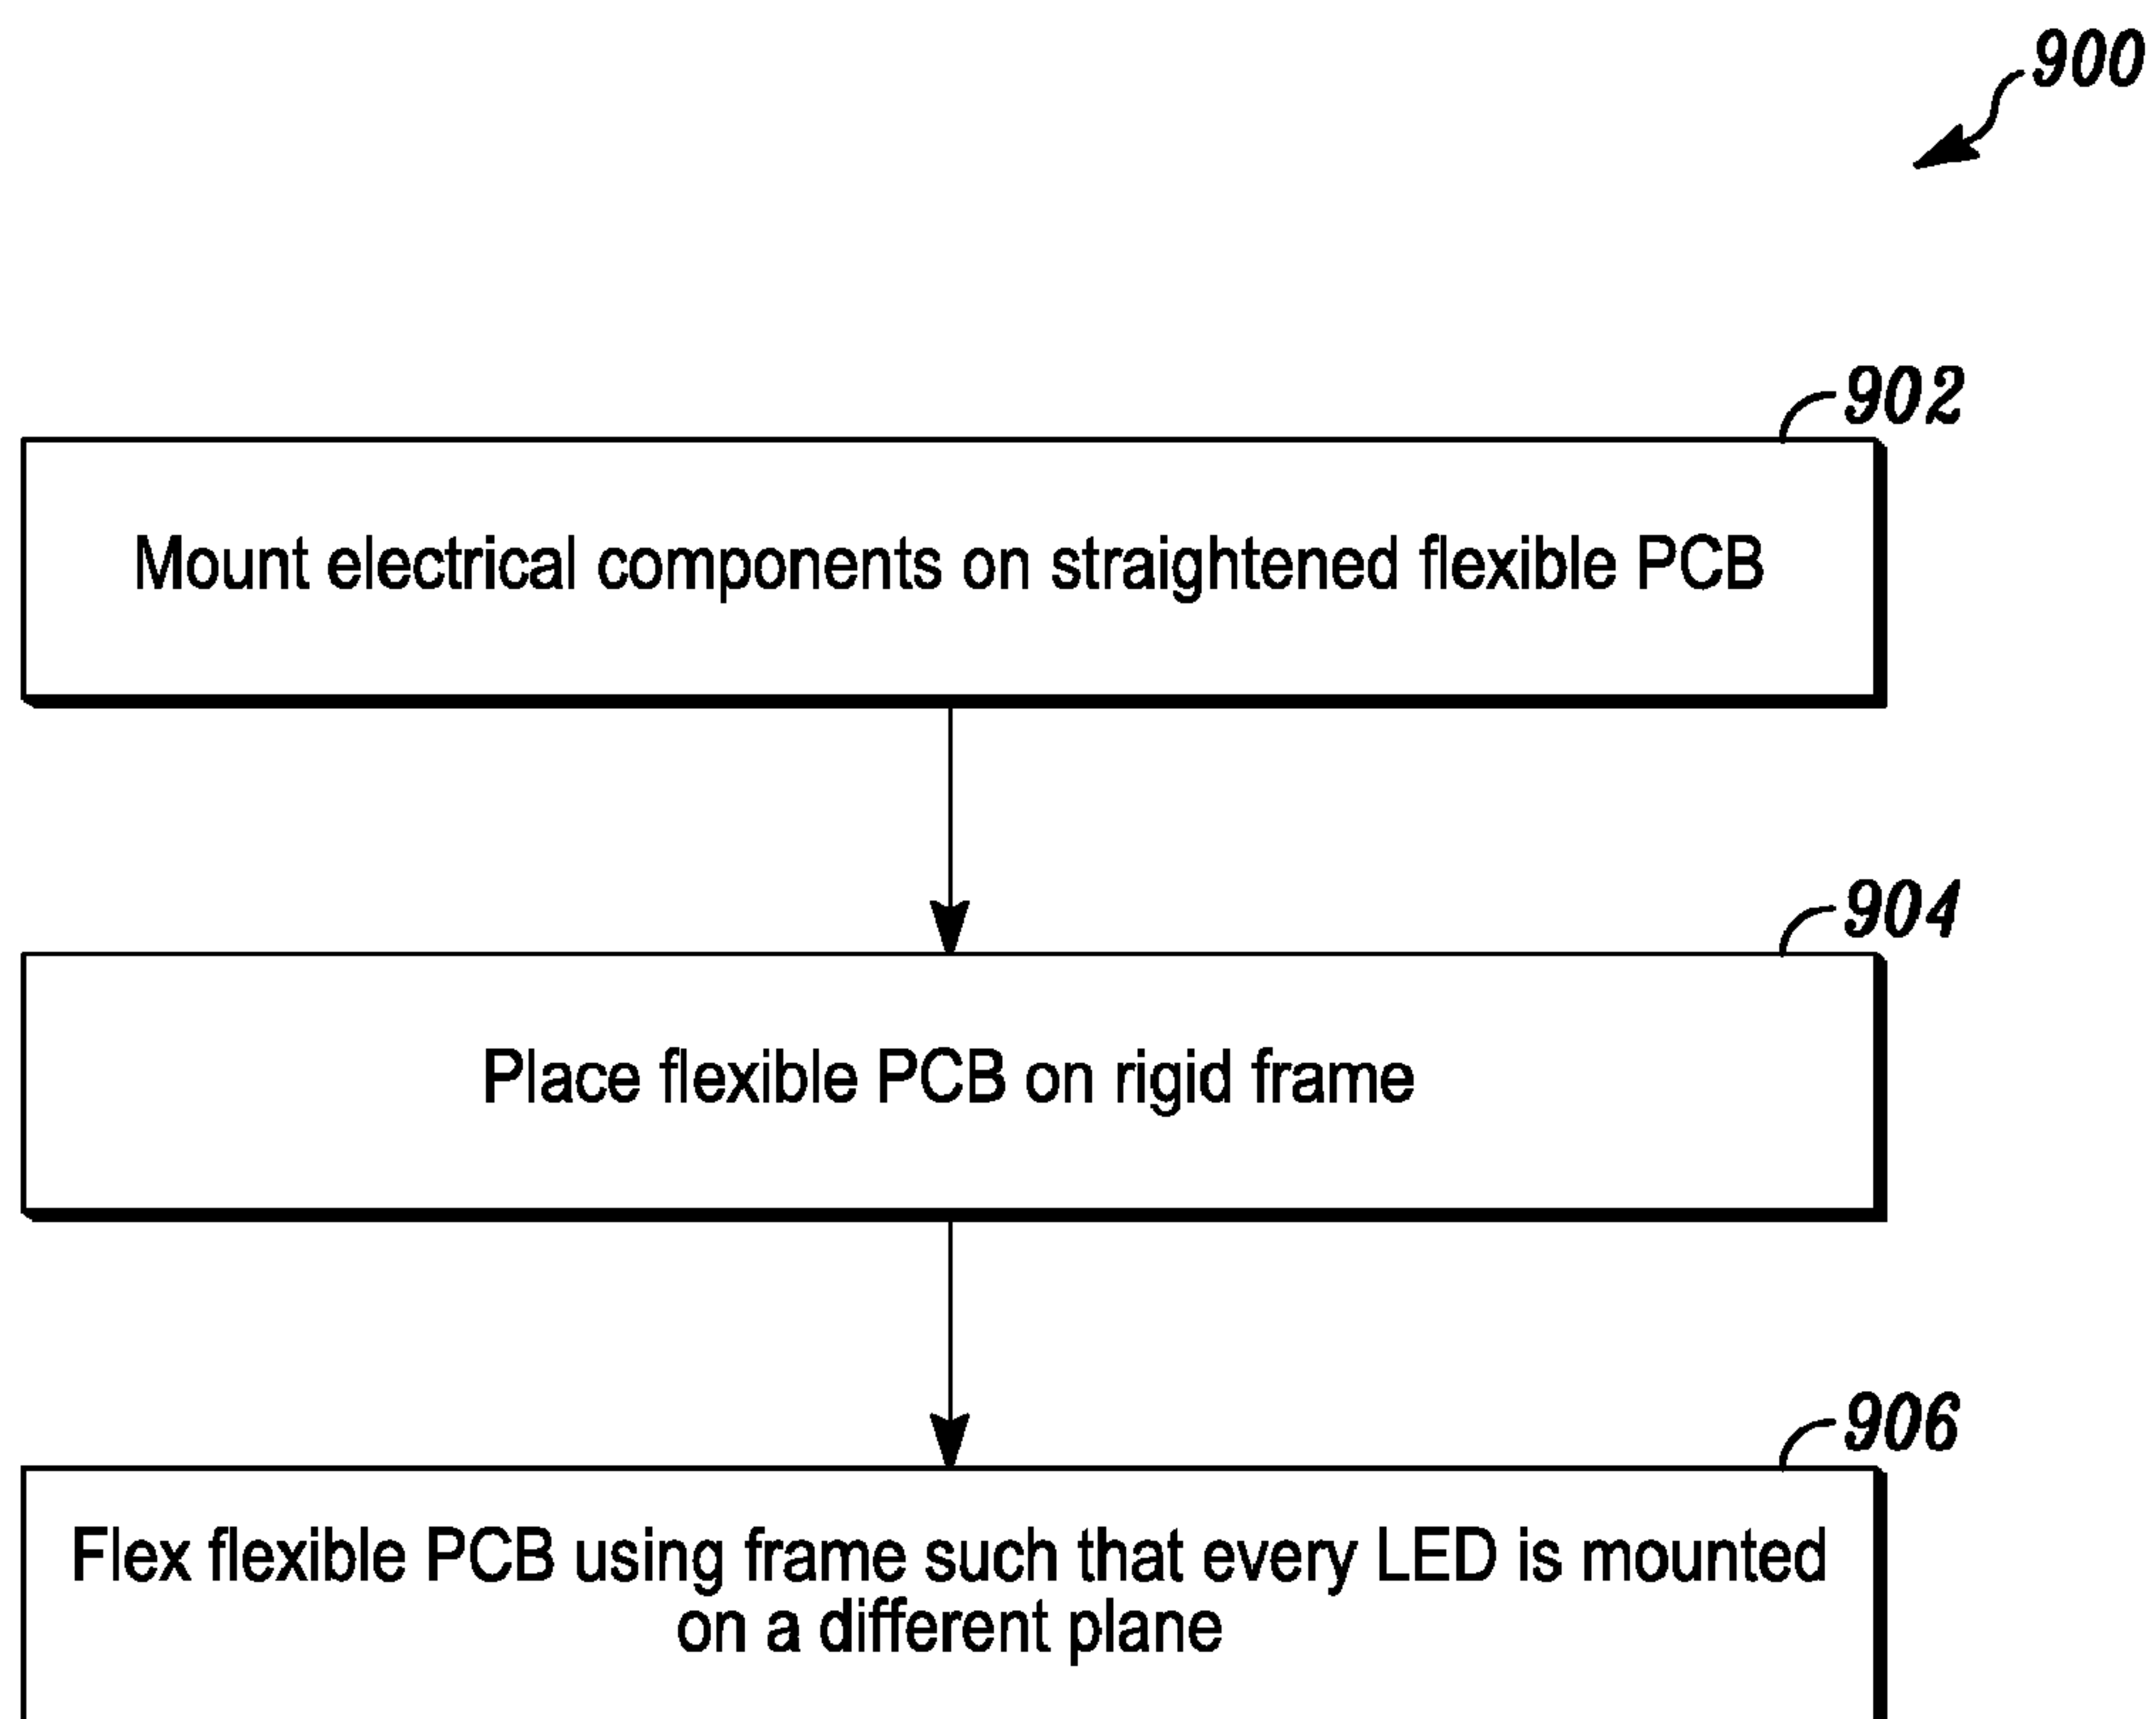 900
902
Mount electrical components on straightened flexible PCB
904
Place flexible PCB on rigid frame
906
Flex flexible PCB using frame such that every LED is mounted
on a different plane